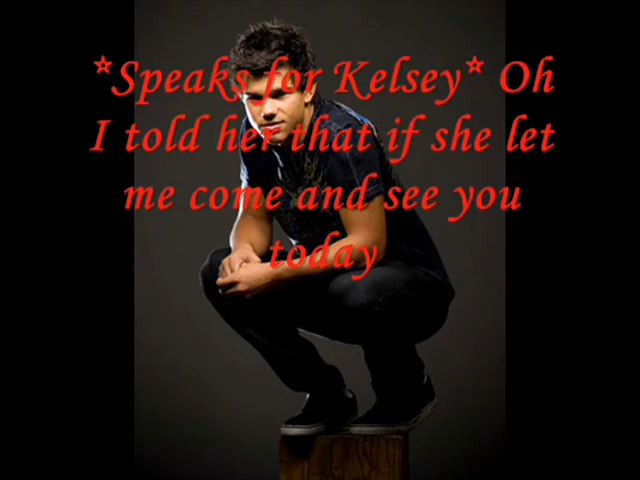 *Speaks for Kelsey* Oh
I told her that if she let
me come and see you
today